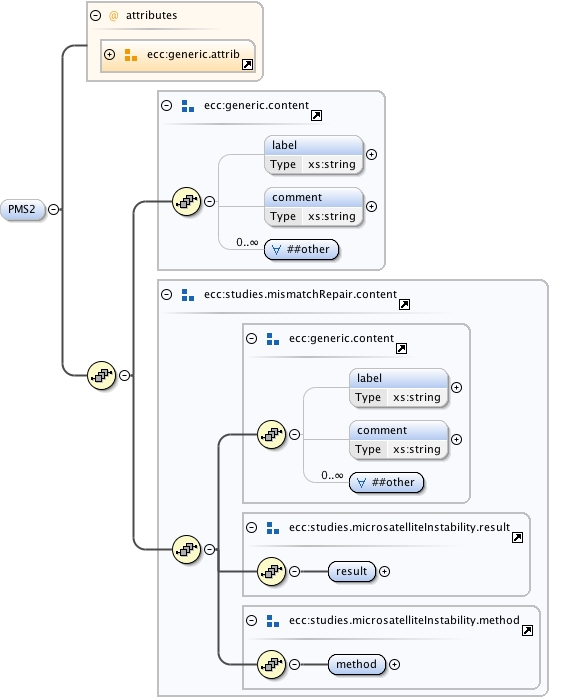 @ attributes
ecc:generic.attrib
ecc:generic.content
label
Type xs:string
comment
Type xs:string
0..∞
∀ ##other
PMS2
ecc:studies.mismatchRepair.content
ecc:generic.content
label
Type xs:string
comment
Type xs:string
0..∞
∀ ##other
ecc:studies.microsatelliteInstability.result
result
ecc:studies.microsatelliteInstability.method
method